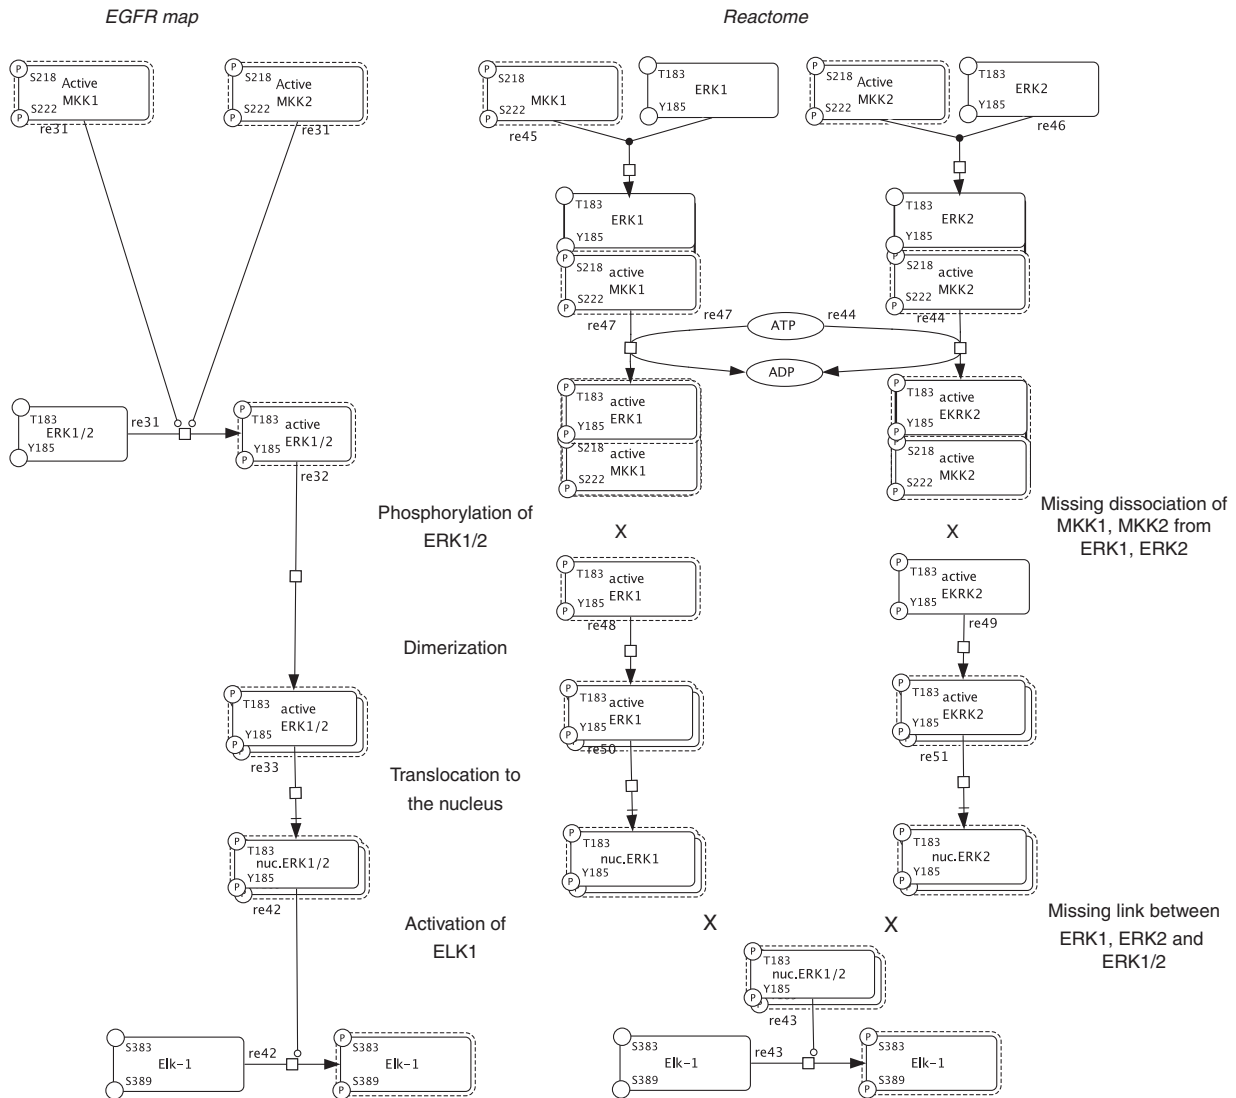 EGFR map
Reactome
P S218 Active MKK1 P S222 re31
P S218 Active MKK2 P S222 re31
P S218 MKK1 P S222 re45
T183 ERK1 Y185
P S218 Active MKK2 P S222
T183 ERK2 Y185 re46
T183 ERK1 Y185
P S218 active MKK1 P S222
T183 ERK2 Y185
P S218 active MKK2 P S222
re47 re47 ATP re44 re44
ADP
T183 ERK1/2 Y185
re31
P T183 active ERK1/2 P Y185
re32
P T183 active ERK1 P Y185
P S218 active MKK1 P S222
P T183 active EKRK2 P Y185
P S218 active MKK2 P S222
Phosphorylation of
ERK1/2
X
X
Missing dissociation of
MKK1, MKK2 from
ERK1, ERK2
P T183 active ERK1 P Y185
re48
P T183 active EKRK2 P Y185
re49
Dimerization
P T183 active ERK1/2 P Y185 P
re33
P T183 active ERK1 P Y185 P
re50
P T183 active EKRK2 P Y185 P
re51
Translocation to
the nucleus
P T183 nuc.ERK1/2 P Y185 P
re42
P T183 nuc.ERK1 P Y185 P
P T183 nuc.ERK2 P Y185 P
Activation of
ELK1
X
X
Missing link between
ERK1, ERK2 and
ERK1/2
P T183 nuc.ERK1/2 P Y185 P
re43
S383 Elk-1 S389
re42
P S383 Elk-1 P S389
S383 Elk-1 S389
re43
P S383 Elk-1 P S389